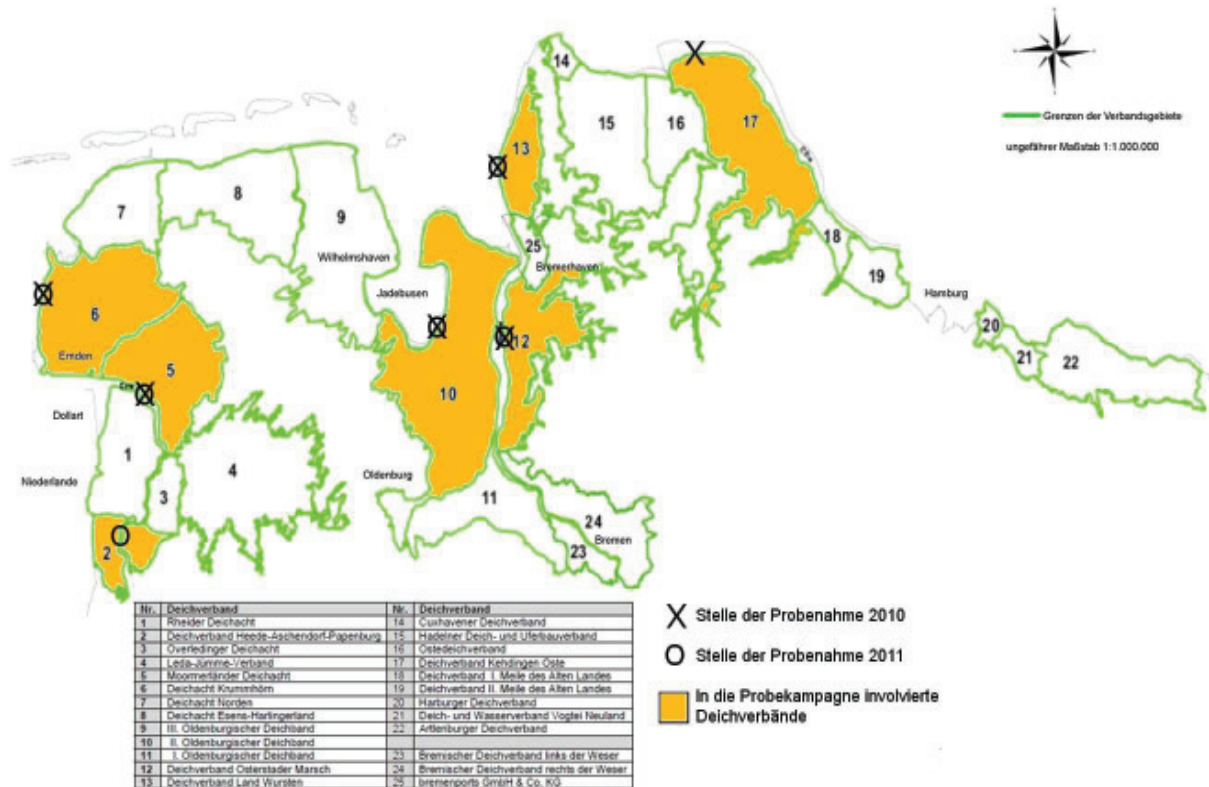 14
15
16
17
Elbe
Grenzen der Verbandsgebiete
ungefährer Maßstab 1:1.000.000
13
7
8
9
18
25
Wilhelmshaven
Bremerhaven
19
Jadebusen
Hamburg
6
20
12
Emden
21
22
5
10
Ems
Dollart
1
4
Oldenburg
Niederlande
3
11
24
Bremen
2
23
Nr. Deichverband Nr. Deichverband
1 Rheider Deichacht 14 Cuxhavener Deichverband
2 Deichverband Heede-Aschendorf-Papenburg 15 Hadelner Deich- und Uferbauverband
3 Overledinger Deichacht 16 Ostedeichverband
4 Leda-Jümme-Verband 17 Deichverband Kehdingen Oste
5 Moormerländer Deichacht 18 Deichverband I. Meile des Alten Landes
6 Deichacht Krummhörn 19 Deichverband II. Meile des Alten Landes
7 Deichacht Norden 20 Harburger Deichverband
8 Deichacht Esens-Harlingerland 21 Deich- und Wasserverband Vogtei Neuland
9 III. Oldenburgischer Deichband 22 Artlenburger Deichverband
10 II. Oldenburgischer Deichband
11 I. Oldenburgischer Deichband 23 Bremischer Deichverband links der Weser
12 Deichverband Osterstader Marsch 24 Bremischer Deichverband rechts der Weser
13 Deichverband Land Wursten 25 bremenports GmbH & Co. KG
X Stelle der Probenahme 2010
O Stelle der Probenahme 2011
In die Probekampagne involvierte
Deichverbände